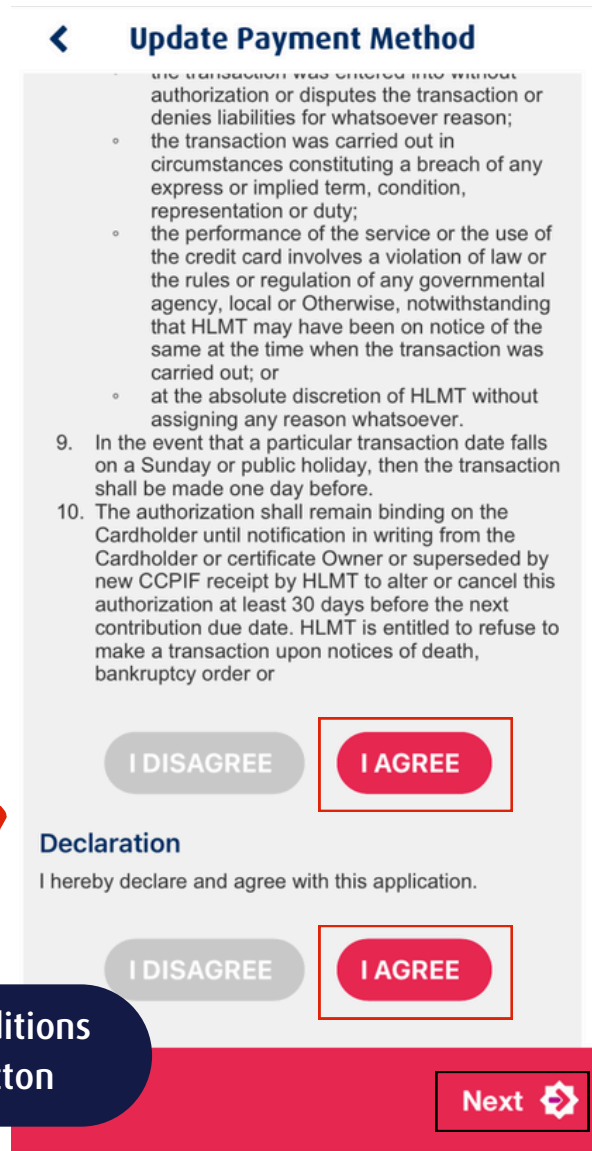 Update Payment Method
the transaction was entered into without
authorization or disputes the transaction or
denies liabilities for whatsoever reason;
the transaction was carried out in
circumstances constituting a breach of any
express or implied term, condition,
representation or duty;
the performance of the service or the use of
the credit card involves a violation of law or
the rules or regulation of any governmental
agency, local or Otherwise, notwithstanding
that HLMT may have been on notice of the
same at the time when the transaction was
carried out; or
at the absolute discretion of HLMT without
assigning any reason whatsoever.
9. In the event that a particular transaction date falls
on a Sunday or public holiday, then the transaction
shall be made one day before.
10. The authorization shall remain binding on the
Cardholder until notification in writing from the
Cardholder or certificate Owner or superseded by
new CCPIF receipt by HLMT to alter or cancel this
authorization at least 30 days before the next
contribution due date. HLMT is entitled to refuse to
make a transaction upon notices of death,
bankruptcy order or
I DISAGREE I AGREE
Declaration
I hereby declare and agree with this application.
I DISAGREE I AGREE
ditions
tton
Next